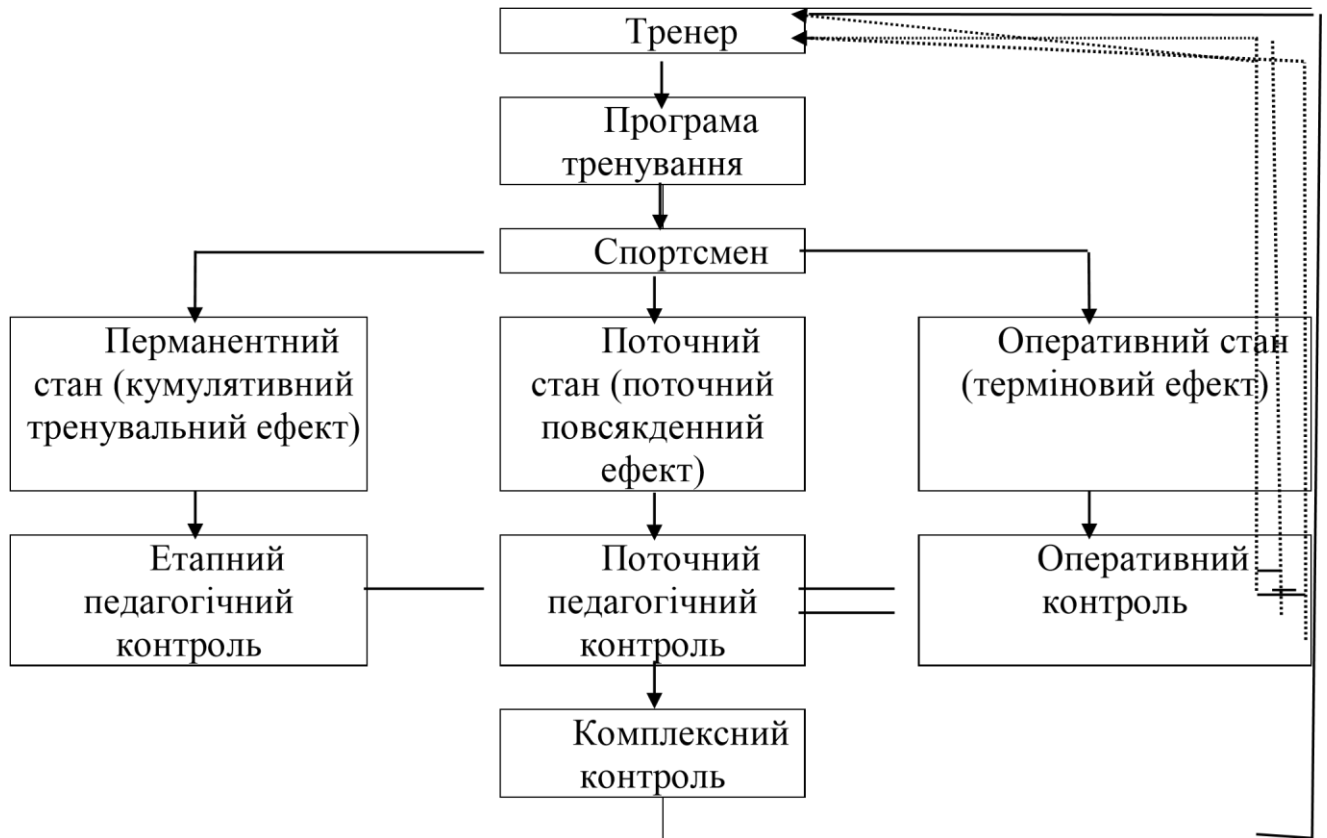 Тренер
Програма
тренування
Спортсмен
Перманентний
стан (кумулятивний
тренувальний ефект)
Поточний
стан (поточний
повсякденний
ефект)
Оперативний стан
(терміновий ефект)
Етапний
педагогічний
контроль
Поточний
педагогічний
контроль
Оперативний
контроль
Комплексний
контроль